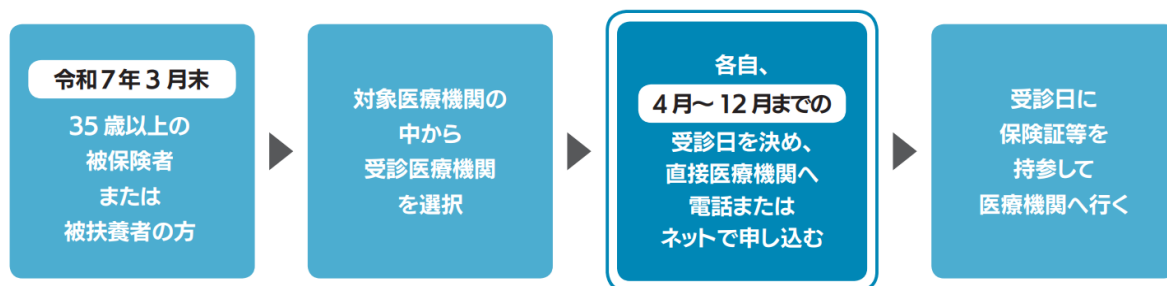 令和7年3月末
35歳以上の
被保険者
または
被扶養者の方
対象医療機関の
中から
受診医療機関
を選択
各自、
4月～12月までの
受診日を決め、
直接医療機関へ
電話または
ネットで申し込む
受診日に
保険証等を
持参して
医療機関へ行く